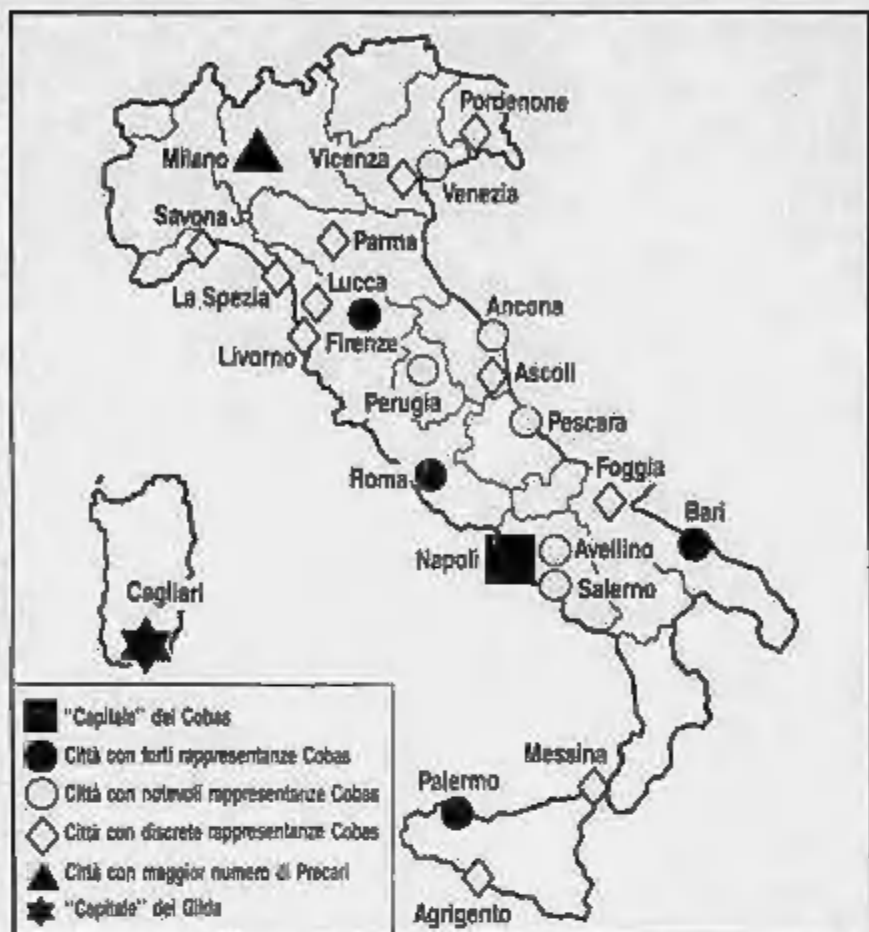 Pordenone
Milano
Vicenza
Venezia
Savona
Parma
La Spezia
Lucca
Ancona
Livorno
Firenze
Ascoli
Perugia
Pescara
Roma
Foggia
Bari
Napoli
Avellino
Salerno
Cagliari
"Capitale" dei Cobas
Città con forti rappresentanze Cobas
Città con notevoli rappresentanze Cobas
Città con discrete rappresentanze Cobas
Città con maggior numero di Precari
"Capitale" dei Gilda
Messina
Palermo
Agrigento